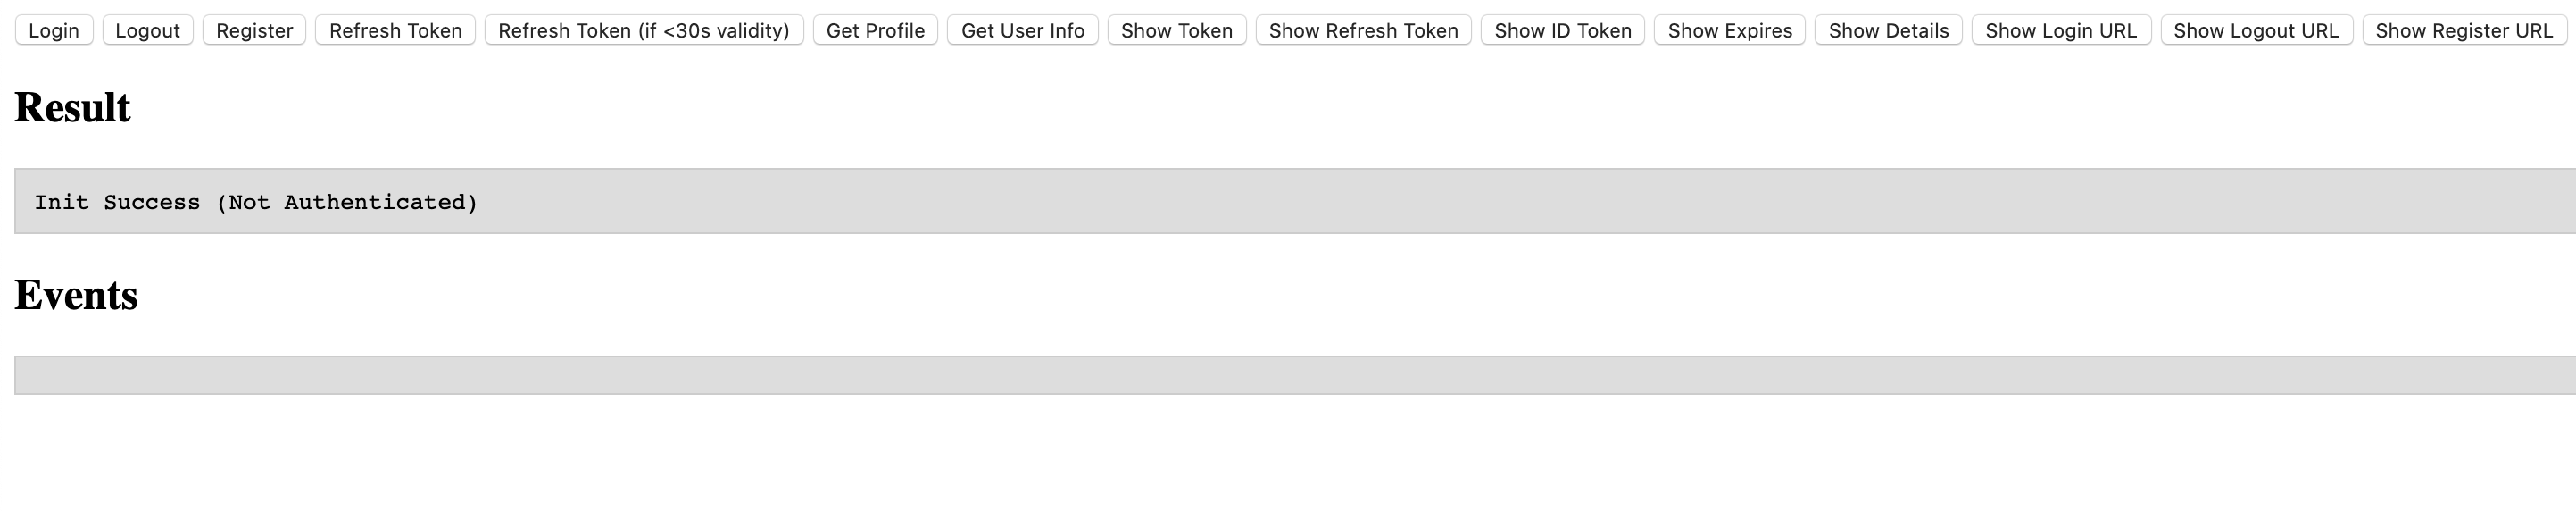 Login Logout Register Refresh Token Refresh Token (if <30s validity) Get Profile Get User Info Show Token Show Refresh Token Show ID Token Show Expires Show Details Show Login URL Show Logout URL Show Register URL
Result
Init Success (Not Authenticated)
Events